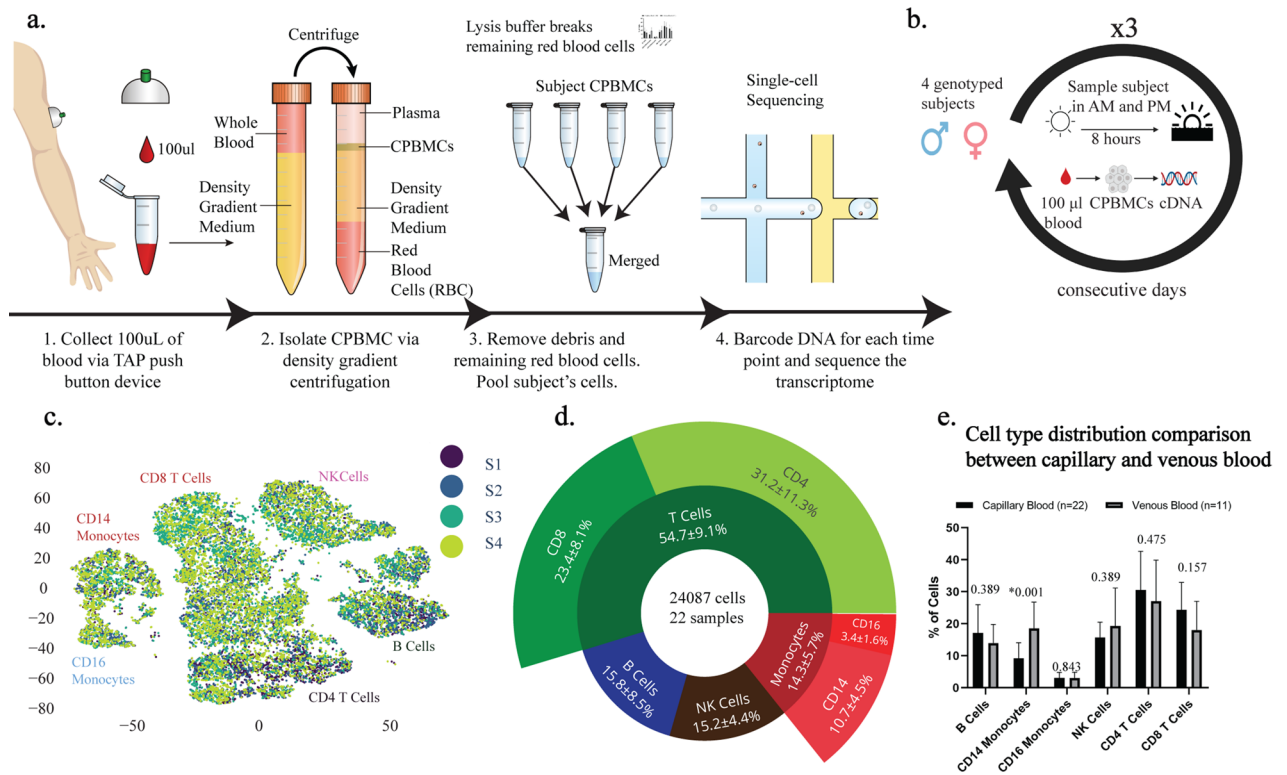 a.
Centrifuge
100ul
Whole
Blood
Density
Gradient
Medium
Plasma
CPBMCs
Density
Gradient
Medium
Red
Blood
Cells (RBC)
Lysis buffer breaks
remaining red blood cells
Subject CPBMCs
Merged
Single-cell
Sequencing
1. Collect 100uL of
blood via TAP push
button device
2. Isolate CPBMC via
density gradient
centrifugation
3. Remove debris and
remaining red blood cells.
Pool subject's cells.
4. Barcode DNA for each time
point and sequence the
transcriptome
b.
x3
4 genotyped
subjects
Sample subject
in AM and PM
8 hours
100 µl
blood
CPBMCs
cDNA
consecutive days
c.
80
60
40
20
0
−20
−40
−60
−80
−50
0
50
CD8 T Cells
NKCells
CD14
Monocytes
CD16
Monocytes
B Cells
CD4 T Cells
S1
S2
S3
S4
d.
CD4
31.2±11.3%
CD8
23.4±8.1%
T Cells
54.7±9.1%
24087 cells
22 samples
B Cells
15.8±8.5%
NK Cells
15.2±4.4%
Monocytes
14.3±5.7%
CD16
3.4±1.6%
CD14
10.7±4.5%
e.
Cell type distribution comparison
between capillary and venous blood
Capillary Blood (n=22)
Venous Blood (n=11)
% of Cells
50
40
30
20
10
0
0.389
*0.001
0.843
0.389
0.475
0.157
B Cells
CD14 Monocytes
CD16 Monocytes
NK Cells
CD4 T Cells
CD8 T Cells